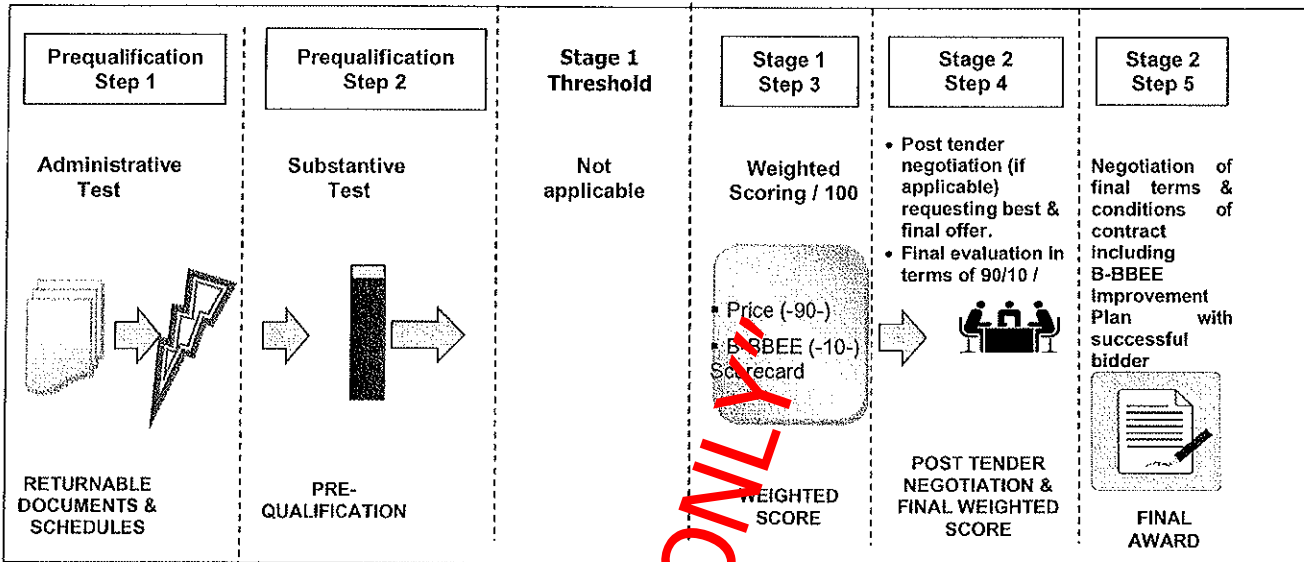 Prequalification
Step 1
Administrative
Test
RETURNABLE
DOCUMENTS &
SCHEDULES
Prequalification
Step 2
Substantive
Test
PRE-
QUALIFICATION
Stage 1
Threshold
Not
applicable
Stage 1
Step 3
Weighted
Scoring / 100
• Price (-90-)
• B-BBEE (-10-)
Scorecard
WEIGHTED
SCORE
Stage 2
Step 4
• Post tender
negotiation (if
applicable)
requesting best &
final offer.
• Final evaluation in
terms of 90/10 /
POST TENDER
NEGOTIATION &
FINAL WEIGHTED
SCORE
Stage 2
Step 5
Negotiation of
final terms &
conditions of
contract
including
B-BBEE
Improvement
Plan with
successful
bidder
FINAL
AWARD
ONLY"